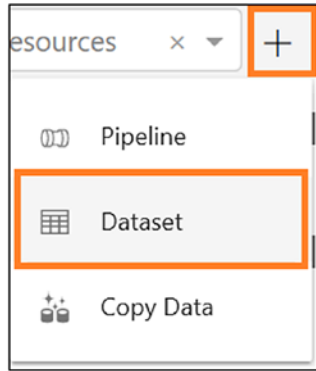 esources × +
Pipeline
Dataset
Copy Data